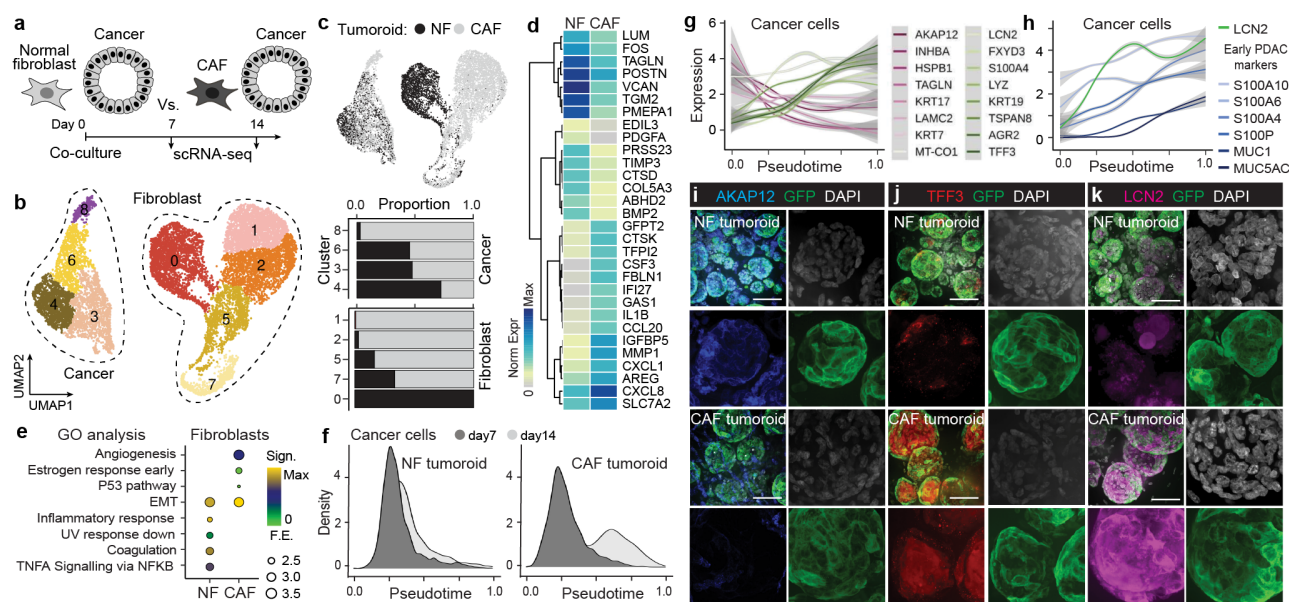 a
Normal
fibroblast
Cancer
Vs.
CAF
Cancer
Day 0
7
14
Co-culture
scRNA-seq
b
Fibroblast
8
6
4
3
0
1
2
5
7
Cancer
UMAP2
UMAP1
c
Tumoroid: NF CAF
Proportion
0.0 1.0
Cluster
8
6
3
4
Cancer
1
2
5
7
0
Fibroblast
0.0 1.0
d
NF CAF
LUM
FOS
TAGLN
POSTN
VCAN
TGM2
PMEPA1
EDIL3
PDGFA
PRSS23
TIMP3
CTSD
COL5A3
ABHD2
BMP2
GFPT2
CTSK
TFPI2
CSF3
FBLN1
IFI27
GAS1
IL1B
CCL20
IGFBP5
MMP1
CXCL1
AREG
CXCL8
SLC7A2
Max
Norm Expr
0
e
GO analysis Fibroblasts
Angiogenesis
Estrogen response early
P53 pathway
EMT
Inflammatory response
UV response down
Coagulation
TNFA Signalling via NFKB
NF CAF
Sign.
Max
0
F.E.
2.5
3.0
3.5
f
Cancer cells day7 day14
NF tumoroid
CAF tumoroid
Density
4
2
0
4
2
0
0.0 1.0
0.0 1.0
Pseudotime
Pseudotime
g
Cancer cells
Expression
6
4
2
0
0.0 1.0
Pseudotime
AKAP12
INHBA
HSPB1
TAGLN
KRT17
LAMC2
KRT7
MT-CO1
LCN2
FXYD3
S100A4
LYZ
KRT19
TSPAN8
AGR2
TFF3
h
Cancer cells
4
2
0
0.0 1.0
Pseudotime
LCN2
Early PDAC
markers
S100A10
S100A6
S100A4
S100P
MUC1
MUC5AC
i AKAP12 GFP DAPI
NF tumoroid
CAF tumoroid
j TFF3 GFP DAPI
NF tumoroid
CAF tumoroid
k LCN2 GFP DAPI
NF tumoroid
CAF tumoroid